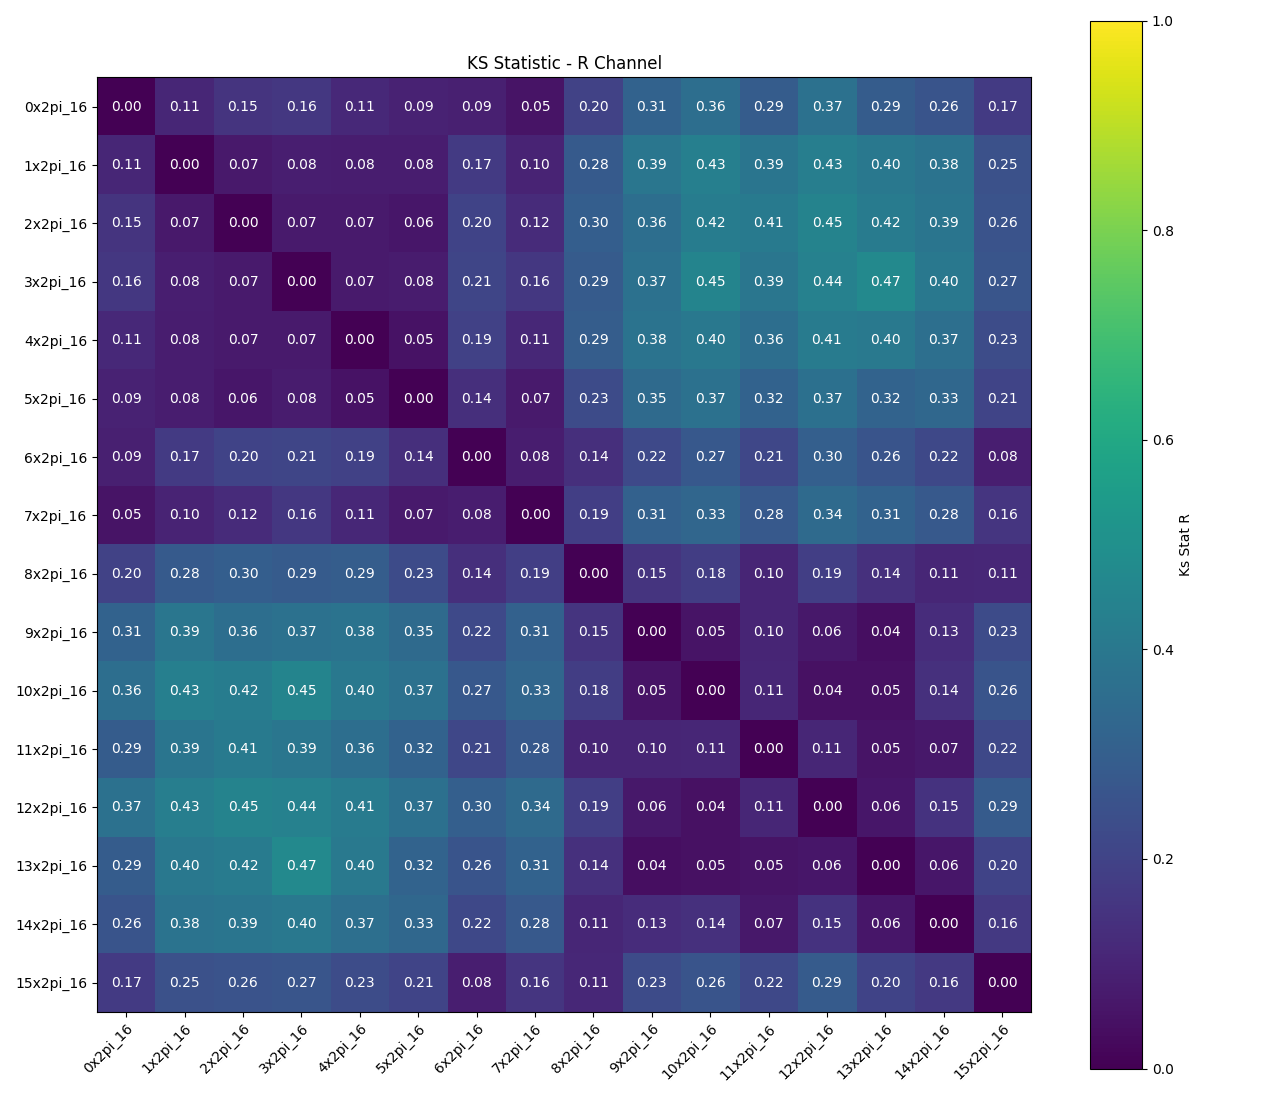 KS Statistic - R Channel
0x2pi_16 0.00 0.11 0.15 0.16 0.11 0.09 0.09 0.05 0.20 0.31 0.36 0.29 0.37 0.29 0.26 0.17
1x2pi_16 0.11 0.00 0.07 0.08 0.08 0.08 0.17 0.10 0.28 0.39 0.43 0.39 0.43 0.40 0.38 0.25
2x2pi_16 0.15 0.07 0.00 0.07 0.07 0.06 0.20 0.12 0.30 0.36 0.42 0.41 0.45 0.42 0.39 0.26
3x2pi_16 0.16 0.08 0.07 0.00 0.07 0.08 0.21 0.16 0.29 0.37 0.45 0.39 0.44 0.47 0.40 0.27
4x2pi_16 0.11 0.08 0.07 0.07 0.00 0.05 0.19 0.11 0.29 0.38 0.40 0.36 0.41 0.40 0.37 0.23
5x2pi_16 0.09 0.08 0.06 0.08 0.05 0.00 0.14 0.07 0.23 0.35 0.37 0.32 0.37 0.32 0.33 0.21
6x2pi_16 0.09 0.17 0.20 0.21 0.19 0.14 0.00 0.08 0.14 0.22 0.27 0.21 0.30 0.26 0.22 0.08
7x2pi_16 0.05 0.10 0.12 0.16 0.11 0.07 0.08 0.00 0.19 0.31 0.33 0.28 0.34 0.31 0.28 0.16
8x2pi_16 0.20 0.28 0.30 0.29 0.29 0.23 0.14 0.19 0.00 0.15 0.18 0.10 0.19 0.14 0.11 0.11
9x2pi_16 0.31 0.39 0.36 0.37 0.38 0.35 0.22 0.31 0.15 0.00 0.05 0.10 0.06 0.04 0.13 0.23
10x2pi_16 0.36 0.43 0.42 0.45 0.40 0.37 0.27 0.33 0.18 0.05 0.00 0.11 0.04 0.05 0.14 0.26
11x2pi_16 0.29 0.39 0.41 0.39 0.36 0.32 0.21 0.28 0.10 0.10 0.11 0.00 0.11 0.05 0.07 0.22
12x2pi_16 0.37 0.43 0.45 0.44 0.41 0.37 0.30 0.34 0.19 0.06 0.04 0.11 0.00 0.06 0.15 0.29
13x2pi_16 0.29 0.40 0.42 0.47 0.40 0.32 0.26 0.31 0.14 0.04 0.05 0.05 0.06 0.00 0.06 0.20
14x2pi_16 0.26 0.38 0.39 0.40 0.37 0.33 0.22 0.28 0.11 0.13 0.14 0.07 0.15 0.06 0.00 0.16
15x2pi_16 0.17 0.25 0.26 0.27 0.23 0.21 0.08 0.16 0.11 0.23 0.26 0.22 0.29 0.20 0.16 0.00
0x2pi_16 1x2pi_16 2x2pi_16 3x2pi_16 4x2pi_16 5x2pi_16 6x2pi_16 7x2pi_16 8x2pi_16 9x2pi_16 10x2pi_16 11x2pi_16 12x2pi_16 13x2pi_16 14x2pi_16 15x2pi_16
1.0
0.8
0.6
0.4
0.2
0.0
Ks Stat R